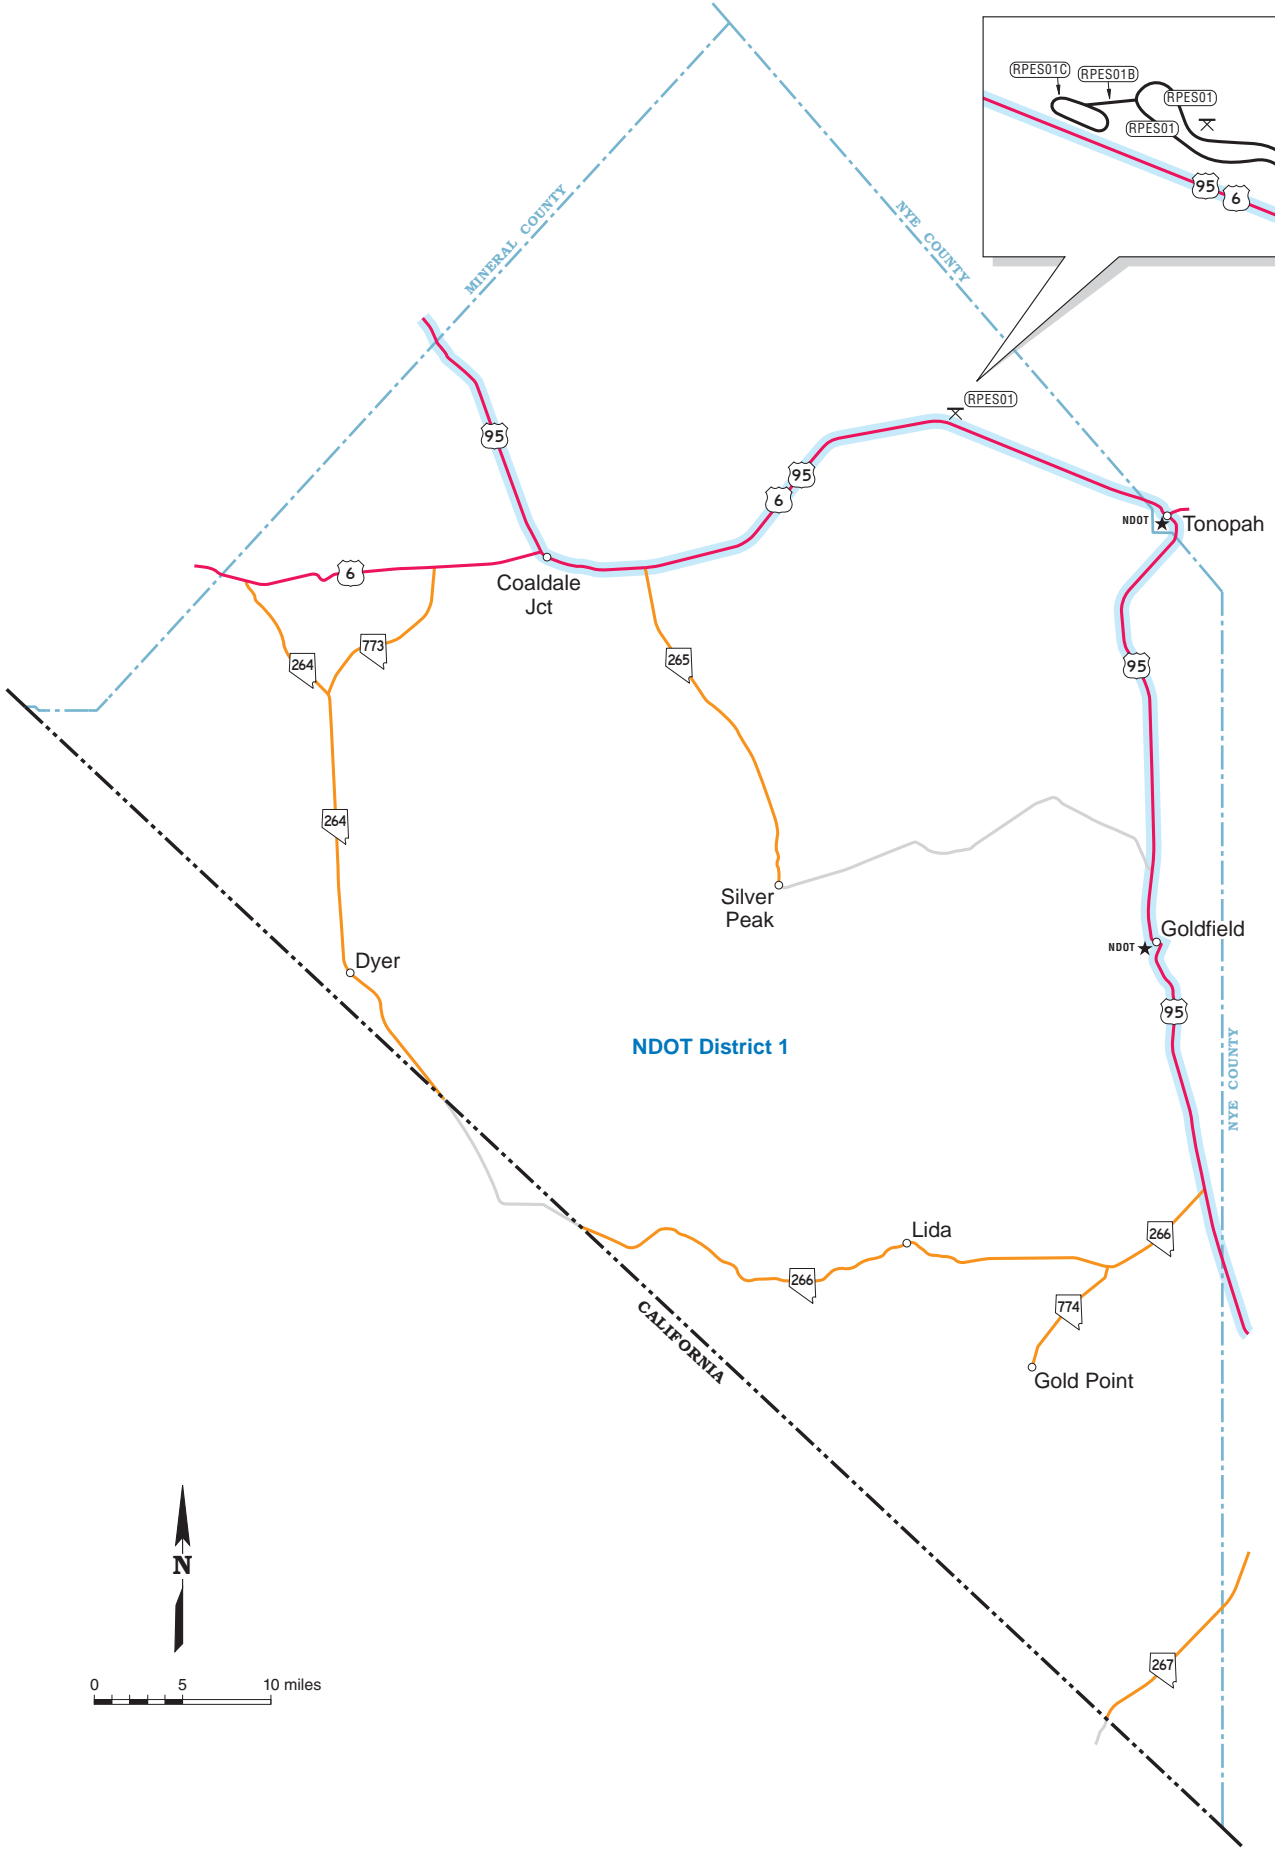 RPES01C
RPES01B
RPES01
RPES01
95
6
MINERAL COUNTY
NYE COUNTY
RPES01
95
95
6
NDOT
Tonopah
6
Coaldale
Jct
773
264
265
95
264
Silver
Peak
Goldfield
NDOT
Dyer
95
NDOT District 1
NYE COUNTY
Lida
266
266
774
CALIFORNIA
Gold Point
N
267
0 5 10 miles